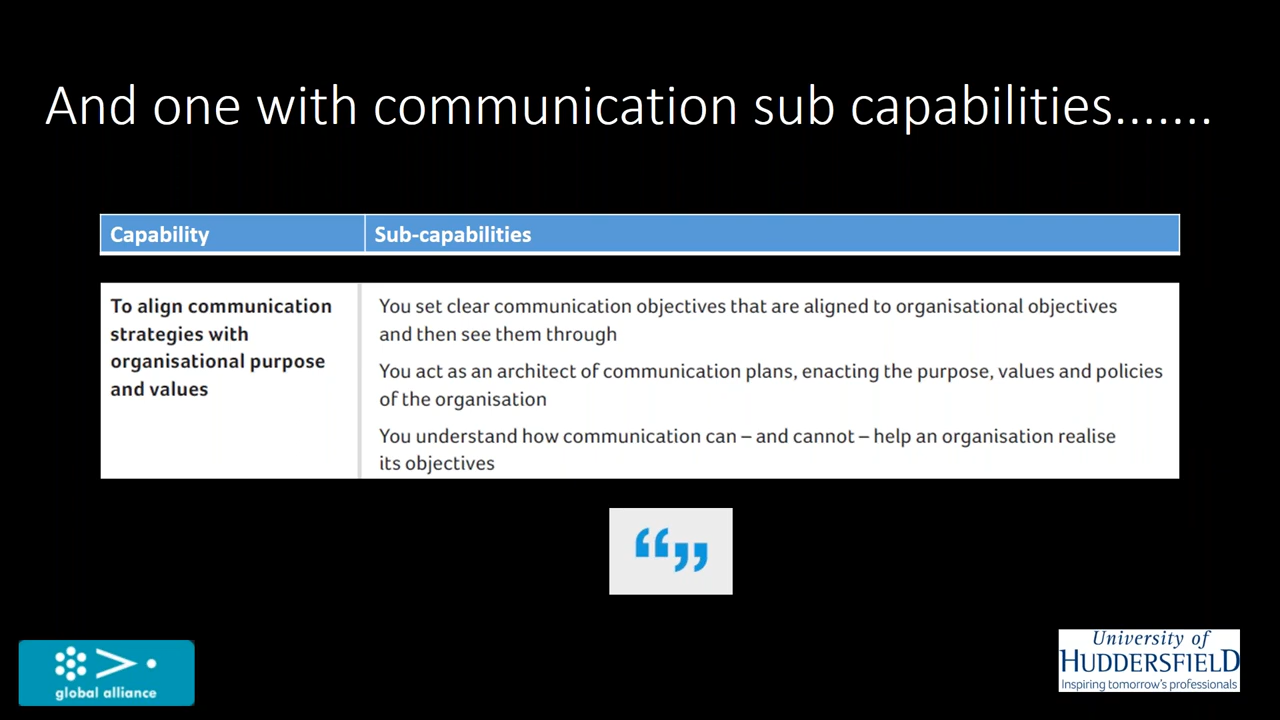 And one with communication sub capabilities.......
Capability
Sub-capabilities
To align communication
strategies with
organisational purpose
and values
You set clear communication objectives that are aligned to organisational objectives
and then see them through
You act as an architect of communication plans, enacting the purpose, values and policies
of the organisation
You understand how communication can – and cannot – help an organisation realise
its objectives
“„
global alliance
University of
HUDDERSFIELD
Inspiring tomorrow's professionals